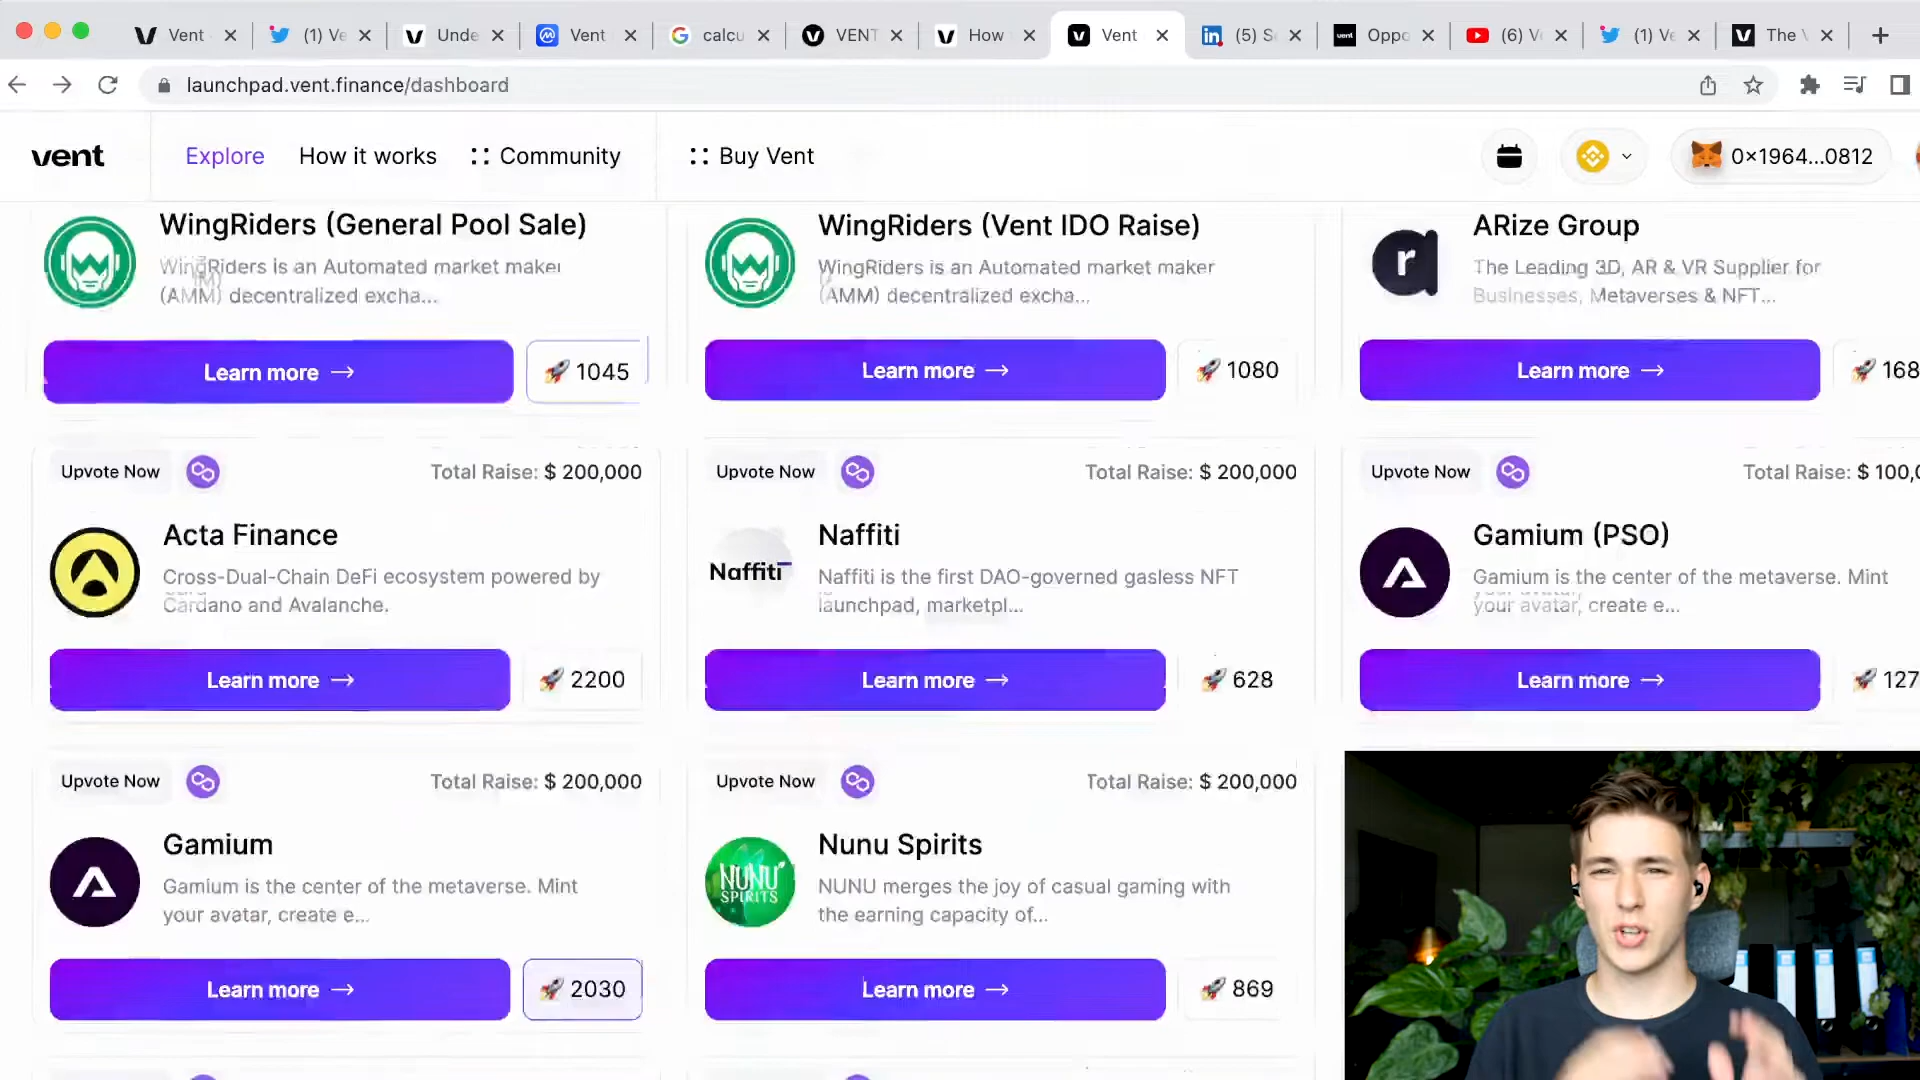 Vent
(1) Ve
Unde
Vent
calcu
VENT
How
Vent
(5) S
Oppo
(6) V
(1) Ve
The
launchpad.vent.finance/dashboard
vent
Explore
How it works
Community
Buy Vent
0x1964...0812
WingRiders (General Pool Sale)
WingRiders is an Automated market maker
(AMM) decentralized excha...
Learn more →
1045
WingRiders (Vent IDO Raise)
WingRiders is an Automated market maker
(AMM) decentralized excha...
Learn more →
1080
ARize Group
The Leading 3D, AR & VR Supplier for
Businesses, Metaverses & NFT...
Learn more →
168
Upvote Now
Total Raise: $ 200,000
Acta Finance
Cross-Dual-Chain DeFi ecosystem powered by
Cardano and Avalanche.
Learn more →
2200
Upvote Now
Total Raise: $ 200,000
Naffiti
Naffiti
Naffiti is the first DAO-governed gasless NFT
launchpad, marketpl...
Learn more →
628
Upvote Now
Total Raise: $ 100,0
Gamium (PSO)
Gamium is the center of the metaverse. Mint
your avatar, create e...
Learn more →
127
Upvote Now
Total Raise: $ 200,000
Gamium
Gamium is the center of the metaverse. Mint
your avatar, create e...
Learn more →
2030
Upvote Now
Total Raise: $ 200,000
NUNU
SPIRITS
Nunu Spirits
NUNU merges the joy of casual gaming with
the earning capacity of...
Learn more →
869